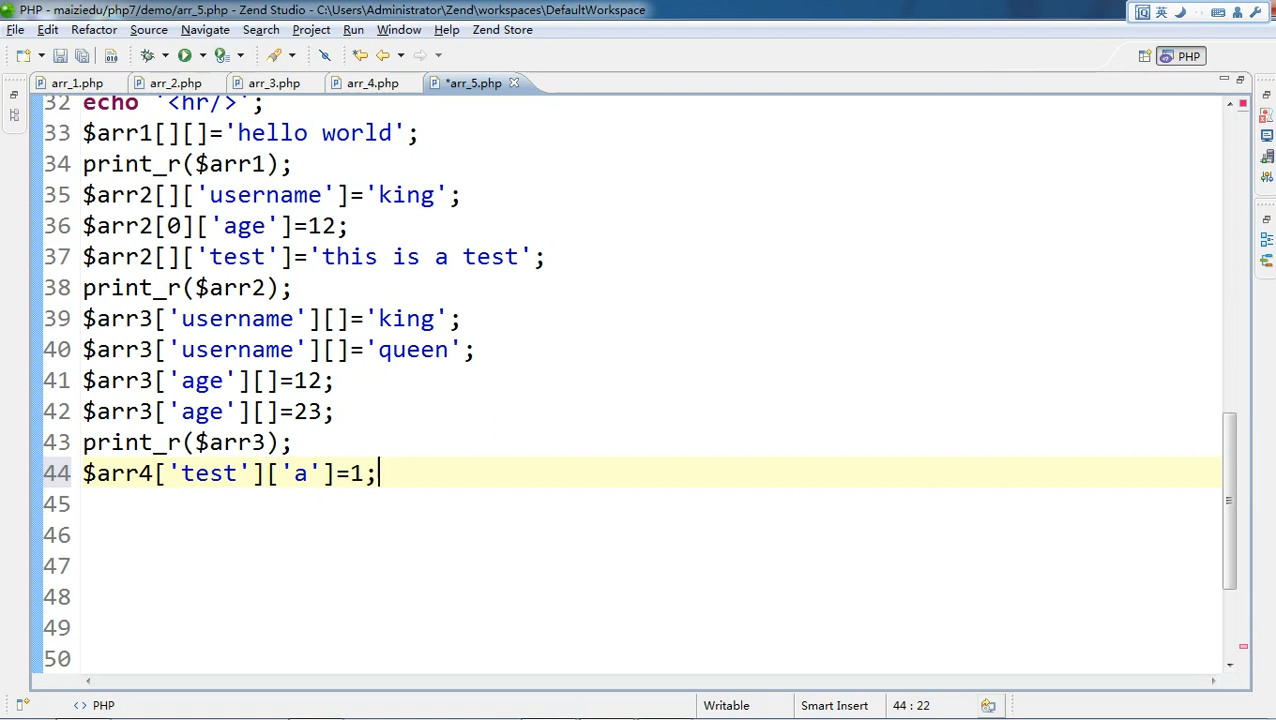 PHP - maiziedu/php7/demo/arr_5.php - Zend Studio - C:\Users\Administrator\Zend\workspaces\DefaultWorkspace
英
File Edit Refactor Source Navigate Search Project Run Window Help Zend Store
PHP
arr_1.php arr_2.php arr_3.php arr_4.php *arr_5.php
32 echo '<hr/>';
33 $arr1[][]='hello world';
34 print_r($arr1);
35 $arr2[]['username']='king';
36 $arr2[0]['age']=12;
37 $arr2[]['test']='this is a test';
38 print_r($arr2);
39 $arr3['username'][]='king';
40 $arr3['username'][]='queen';
41 $arr3['age'][]=12;
42 $arr3['age'][]=23;
43 print_r($arr3);
44 $arr4['test']['a']=1;
45
46
47
48
49
50
<> PHP Writable Smart Insert 44 : 22